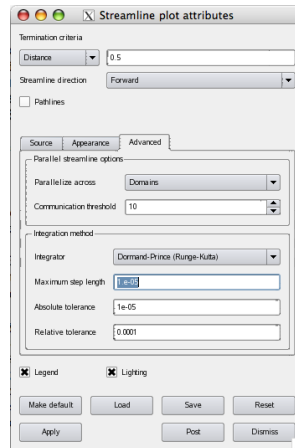 Streamline plot attributes
Termination criteria
Distance 0.5
Streamline direction Forward
Pathlines
Source Appearance Advanced
Parallel streamline options
Parallelize across Domains
Communication threshold 10
Integration method
Integrator Dormand-Prince (Runge-Kutta)
Maximum step length 1e-05
Absolute tolerance 1e-05
Relative tolerance 0.0001
Legend Lighting
Make default Load Save Reset
Apply Post Dismiss